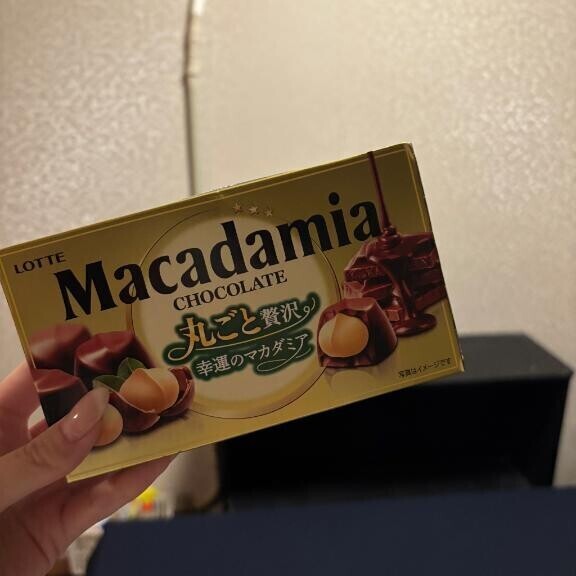 LOTTE
Macadamia
CHOCOLATE
丸ごと贅沢
幸運のマカダミア
写真はイメージです